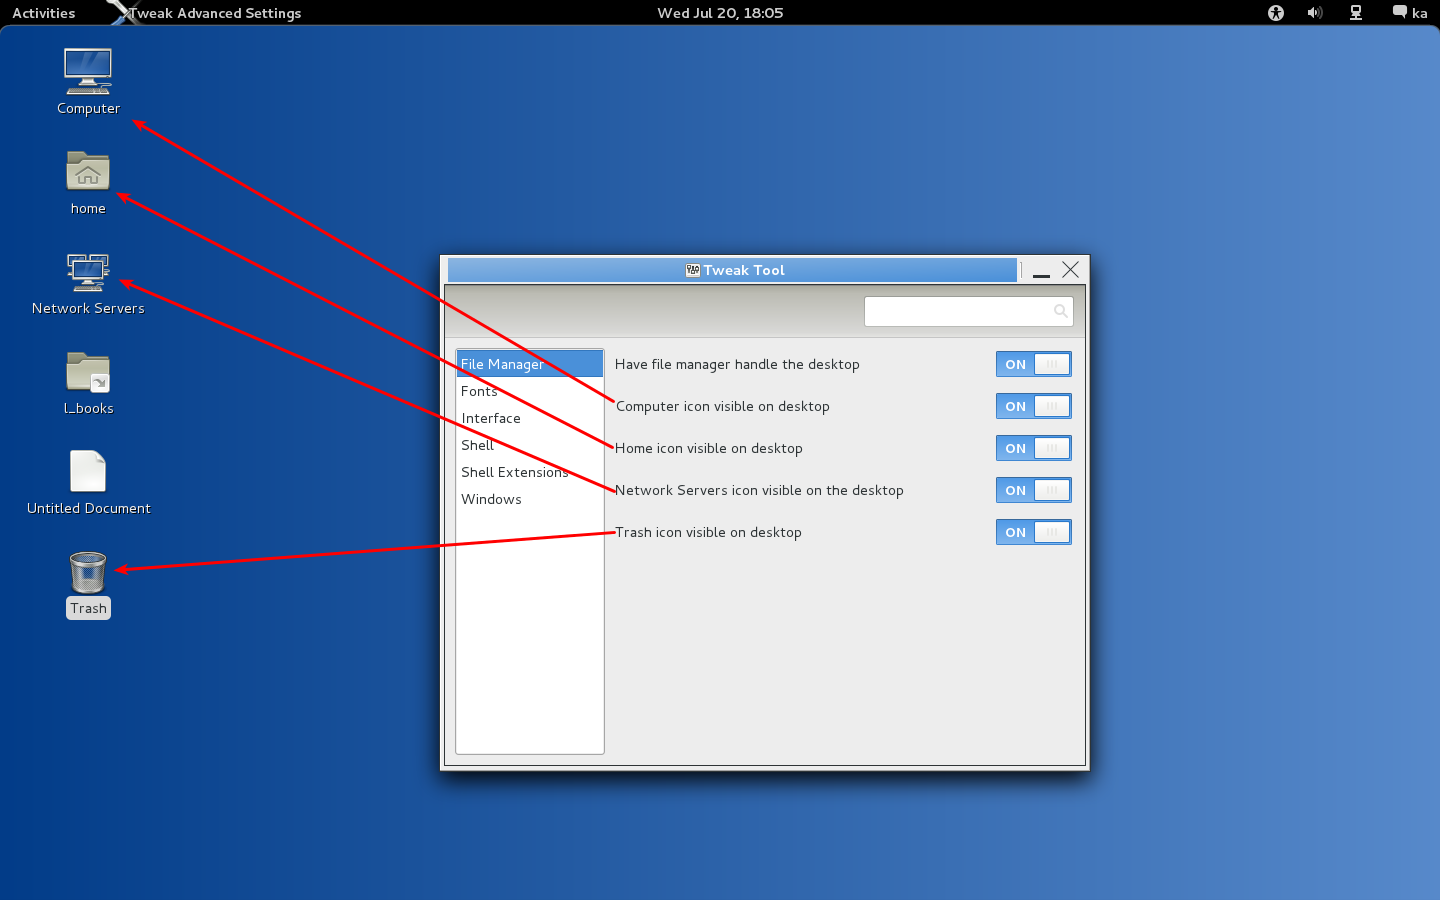 Activities
Tweak Advanced Settings
Wed Jul 20, 18:05
ka
Computer
home
Network Servers
l_books
Untitled Document
Trash
Tweak Tool
File Manager
Fonts
Interface
Shell
Shell Extensions
Windows
Have file manager handle the desktop
ON
Computer icon visible on desktop
ON
Home icon visible on desktop
ON
Network Servers icon visible on the desktop
ON
Trash icon visible on desktop
ON